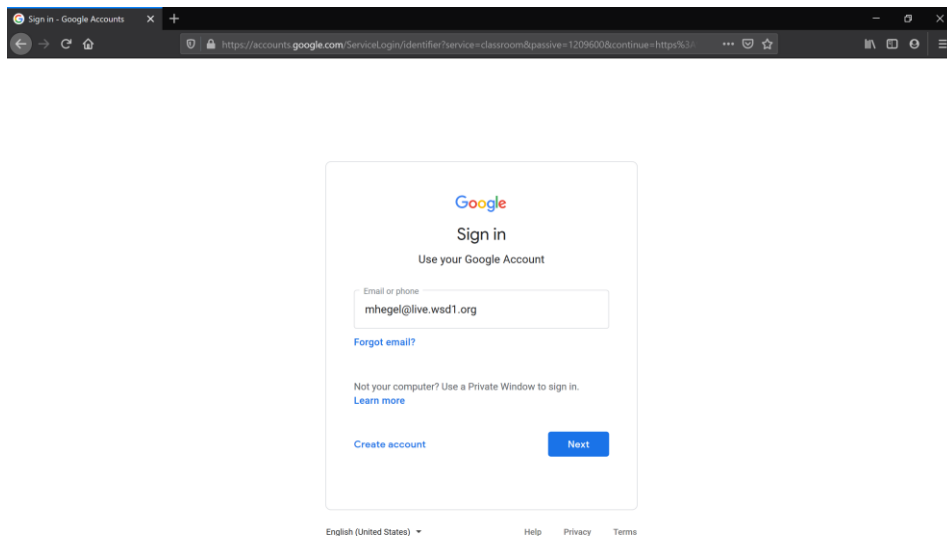 Sign in - Google Accounts
https://accounts.google.com/ServiceLogin/identifier?service=classroom&passive=1209600&continue=https%3A
Google
Sign in
Use your Google Account
Email or phone
mhegel@live.wsd1.org
Forgot email?
Not your computer? Use a Private Window to sign in.
Learn more
Create account
Next
English (United States)
Help Privacy Terms